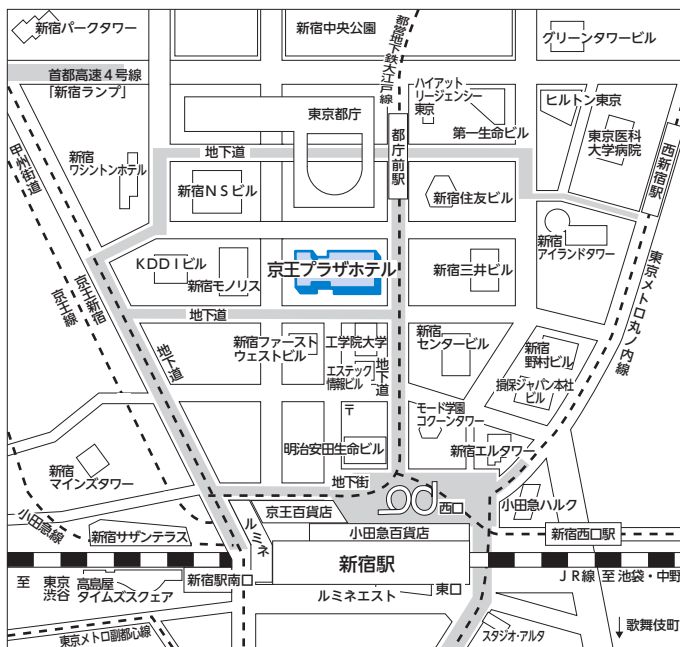 新宿パークタワー
新宿中央公園
都営地下鉄大江戸線
グリーンタワービル
首都高速4号線
「新宿ランプ」
ハイアット
リージェンシー
東京
ヒルトン東京
東京都庁
第一生命ビル
東京医科
大学病院
甲州街道
新宿
ワシントンホテル
地下道
都庁前駅
西新宿駅
新宿NSビル
新宿住友ビル
新宿
アイランドタワー
KDDIビル
新宿モノリス
京王プラザホテル
新宿三井ビル
京王新宿
京王線
東京メトロ丸ノ内線
地下道
地下道
新宿ファースト
ウェストビル
工学院大学
エステック
情報ビル
地下道
新宿
センタービル
新宿
野村ビル
損保ジャパン本社
ビル
〒
モード学園
コクーンタワー
明治安田生命ビル
新宿エルタワー
新宿
マインズタワー
地下街
小田急線
新宿サザンテラス
ルミネ
京王百貨店
西口
小田急ハルク
小田急百貨店
新宿西口駅
新宿駅
至 東京
渋谷
高島屋
タイムズスクェア
新宿駅南口
ルミネエスト
東口
JR線 至 池袋・中野
東京メトロ副都心線
スタジオ・アルタ
↓歌舞伎町